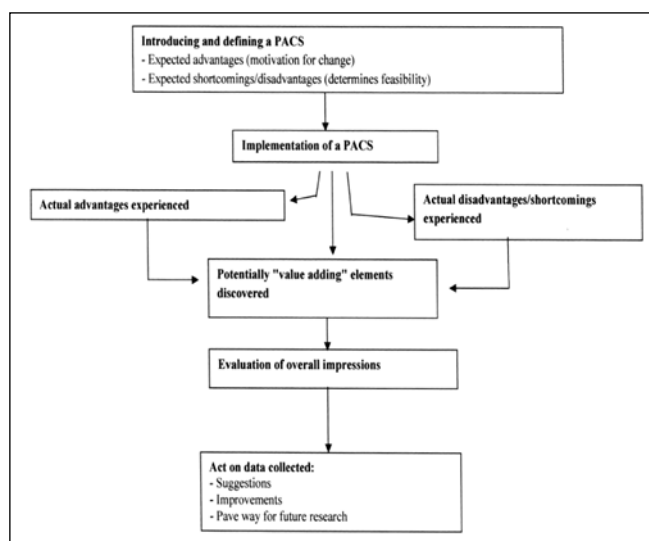 Introducing and defining a PACS
- Expected advantages (motivation for change)
- Expected shortcomings/disadvantages (determines feasibility)
Implementation of a PACS
Actual advantages experienced
Actual disadvantages/shortcomings
experienced
Potentially "value adding" elements
discovered
Evaluation of overall impressions
Act on data collected:
- Suggestions
- Improvements
- Pave way for future research